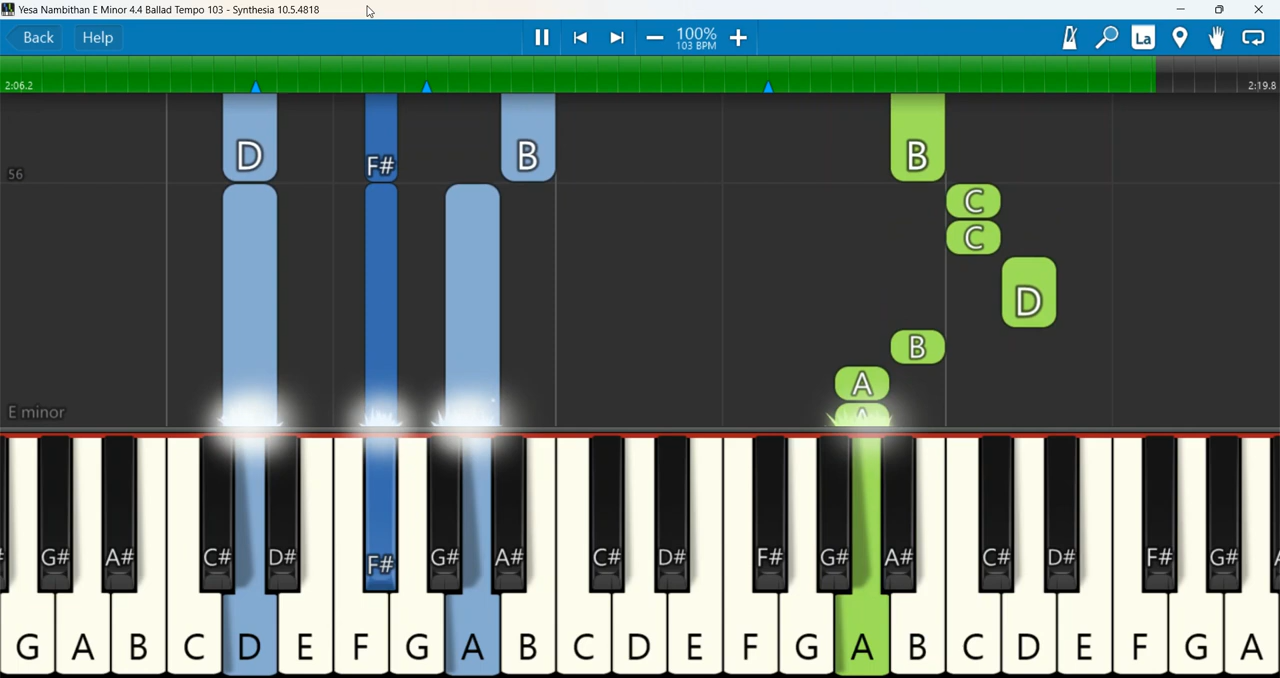 Yesa Nambithan E Minor 4.4 Ballad Tempo 103 - Synthesia 10.5.4818
Back Help 100% La
103 BPM
2:06.2 2:19.8
D F# B B
56
C
C
D
B
A
A
E minor
G# A# C# D# F# G# A# C# D# F# G# A# C# D# F# G#
G A B C D E F G A B C D E F G A B C D E F G A